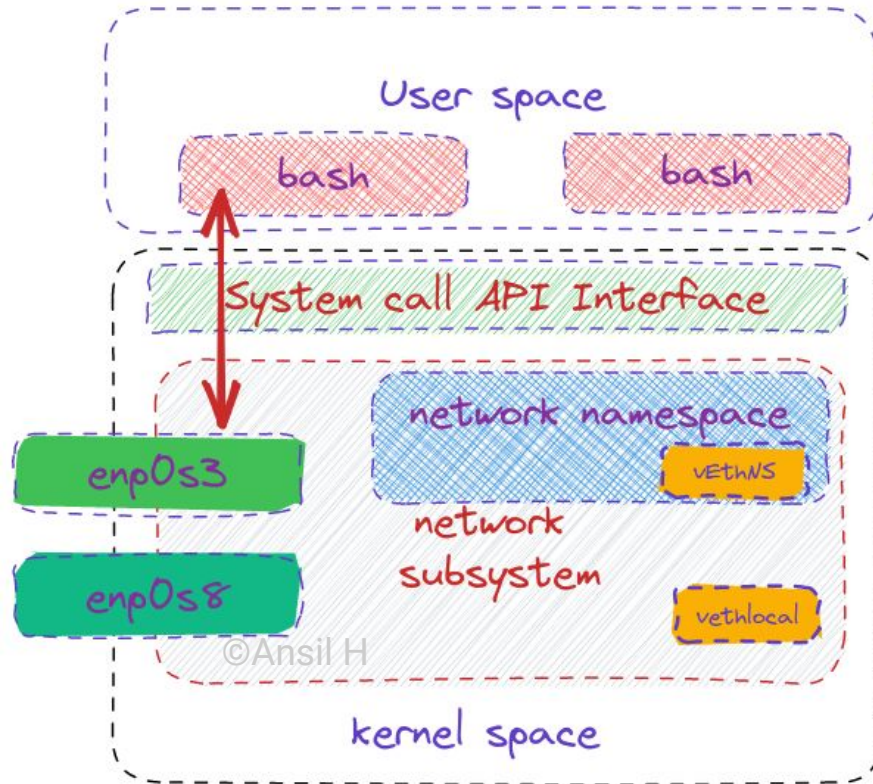 User space
bash
bash
System call API Interface
network namespace
vEthNS
enp0s3
network
subsystem
enp0s8
vethlocal
©Ansil H
kernel space